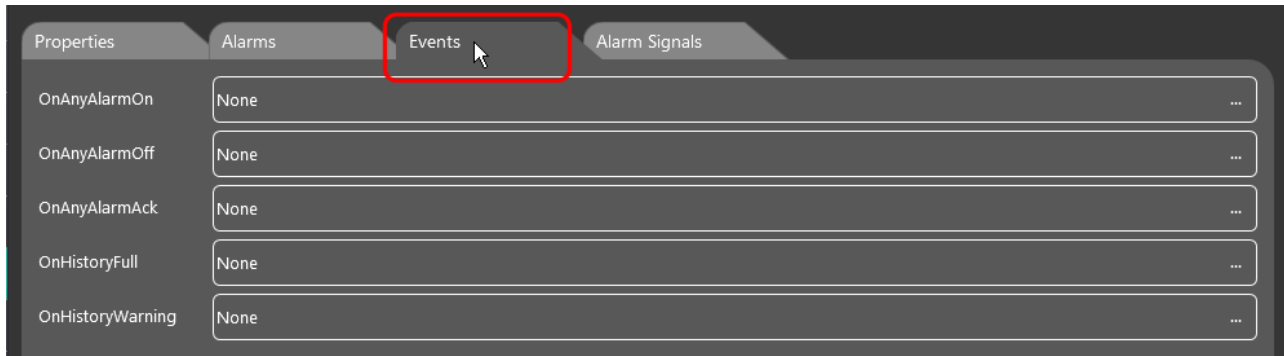 Properties Alarms Events Alarm Signals
OnAnyAlarmOn None ...
OnAnyAlarmOff None ...
OnAnyAlarmAck None ...
OnHistoryFull None ...
OnHistoryWarning None ...